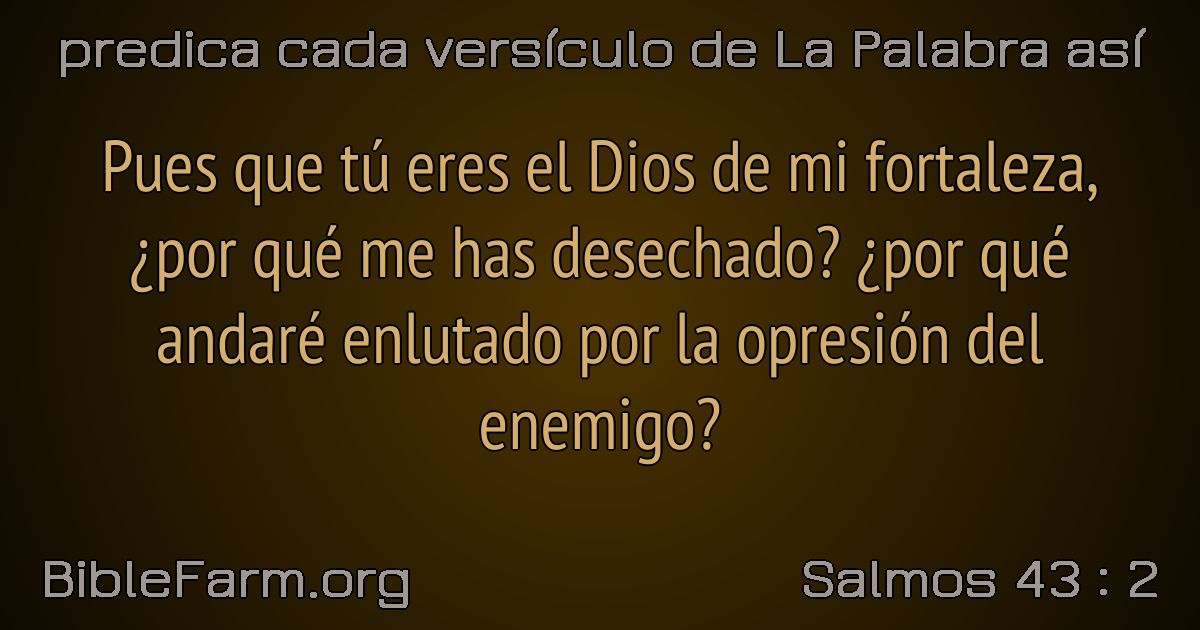 predica cada versículo de La Palabra así
Pues que tú eres el Dios de mi fortaleza,
¿por qué me has desechado? ¿por qué
andaré enlutado por la opresión del
enemigo?
BibleFarm.org
Salmos 43 : 2